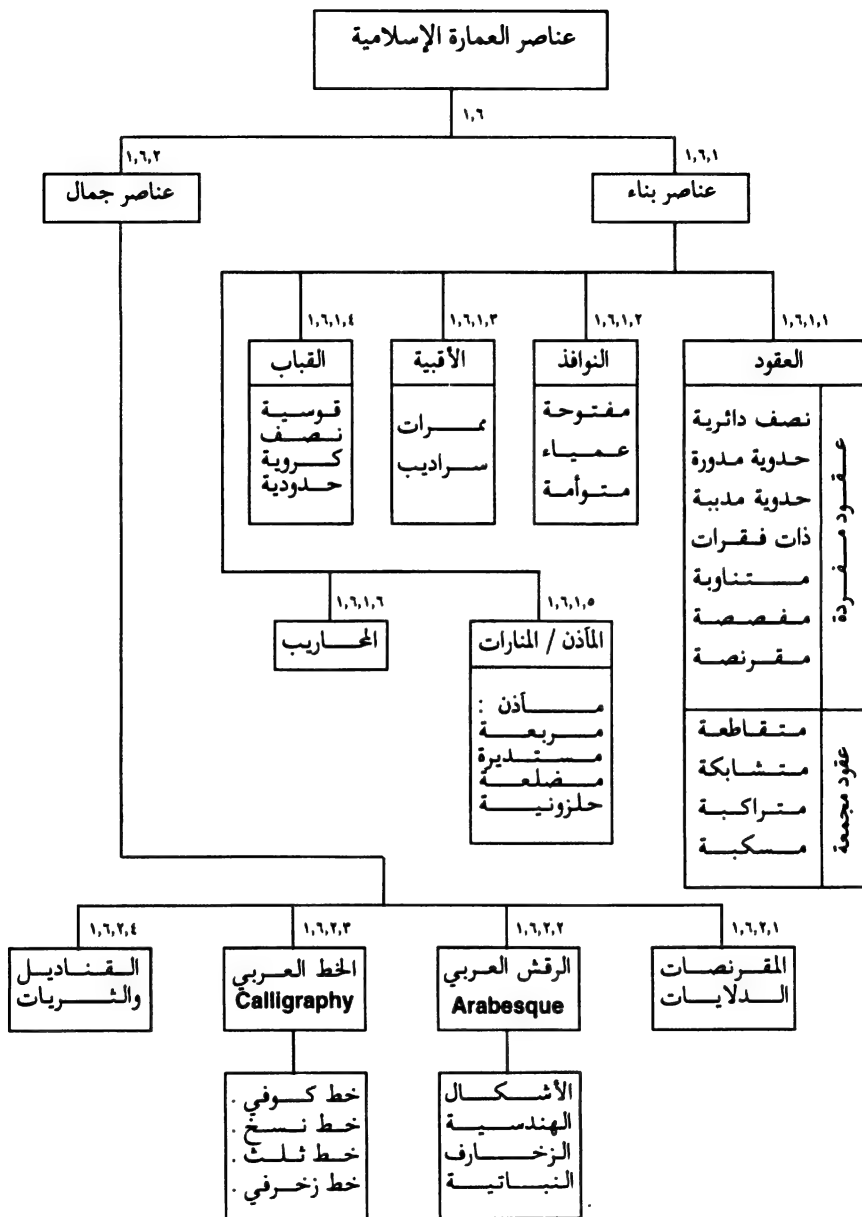 عناصر العمارة الإسلامية
١,٦
١,٦,١
عناصر بناء
١,٦,٢
عناصر جمال
١,٦,١,١
العقود
عقود مفردة
نصف دائرية
حدوية مدورة
حدوية مدببة
ذات فقرات
متناوبة
مفصصة
مقرنصة
عقود مجمعة
متقاطعة
متشابكة
متراكبة
مسكبة
١,٦,١,٢
النوافذ
مفتوحة
عمياء
متوأمة
١,٦,١,٣
الأقبية
ممرات
سراديب
١,٦,١,٤
القباب
قوسية
نصف
كروية
حدودية
١,٦,١,٥
المآذن / المنارات
مآذن :
مربعة
مستديرة
مضلعة
حلزونية
١,٦,١,٦
المحاريب
١,٦,٢,١
المقرنصات
الدلايات
١,٦,٢,٢
الرقش العربي
Arabesque
الأشكال
الهندسية
الزخارف
النباتية
١,٦,٢,٣
الخط العربي
Calligraphy
خط كوفي .
خط نسخ .
خط ثلث .
خط زخرفي .
١,٦,٢,٤
القناديل
والثريات